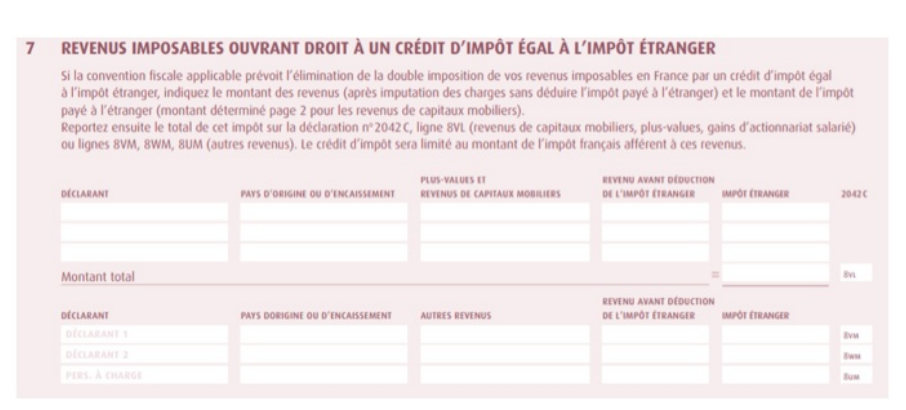 7 REVENUS IMPOSABLES OUVRANT DROIT À UN CRÉDIT D'IMPÔT ÉGAL À L'IMPÔT ÉTRANGER
Si la convention fiscale applicable prévoit l'élimination de la double imposition de vos revenus imposables en France par un crédit d'impôt égal
à l'impôt étranger, indiquez le montant des revenus (après imputation des charges sans déduire l'impôt payé à l'étranger) et le montant de l'impôt
payé à l'étranger (montant déterminé page 2 pour les revenus de capitaux mobiliers).
Reportez ensuite le total de cet impôt sur la déclaration n° 2042 C, ligne 8VL (revenus de capitaux mobiliers, plus-values, gains d'actionnariat salarié)
ou lignes 8VM, 8WM, 8UM (autres revenus). Le crédit d'impôt sera limité au montant de l'impôt français afférent à ces revenus.
PLUS-VALUES ET REVENU AVANT DÉDUCTION
DÉCLARANT PAYS D'ORIGINE OU D'ENCAISSEMENT REVENUS DE CAPITAUX MOBILIERS DE L'IMPÔT ÉTRANGER IMPÔT ÉTRANGER 2042 C
Montant total = 8VL
REVENU AVANT DÉDUCTION
DÉCLARANT PAYS DORIGINE OU D'ENCAISSEMENT AUTRES REVENUS DE L'IMPÔT ÉTRANGER IMPÔT ÉTRANGER
DÉCLARANT 1 8VM
DÉCLARANT 2 8WM
PERS. À CHARGE 8UM